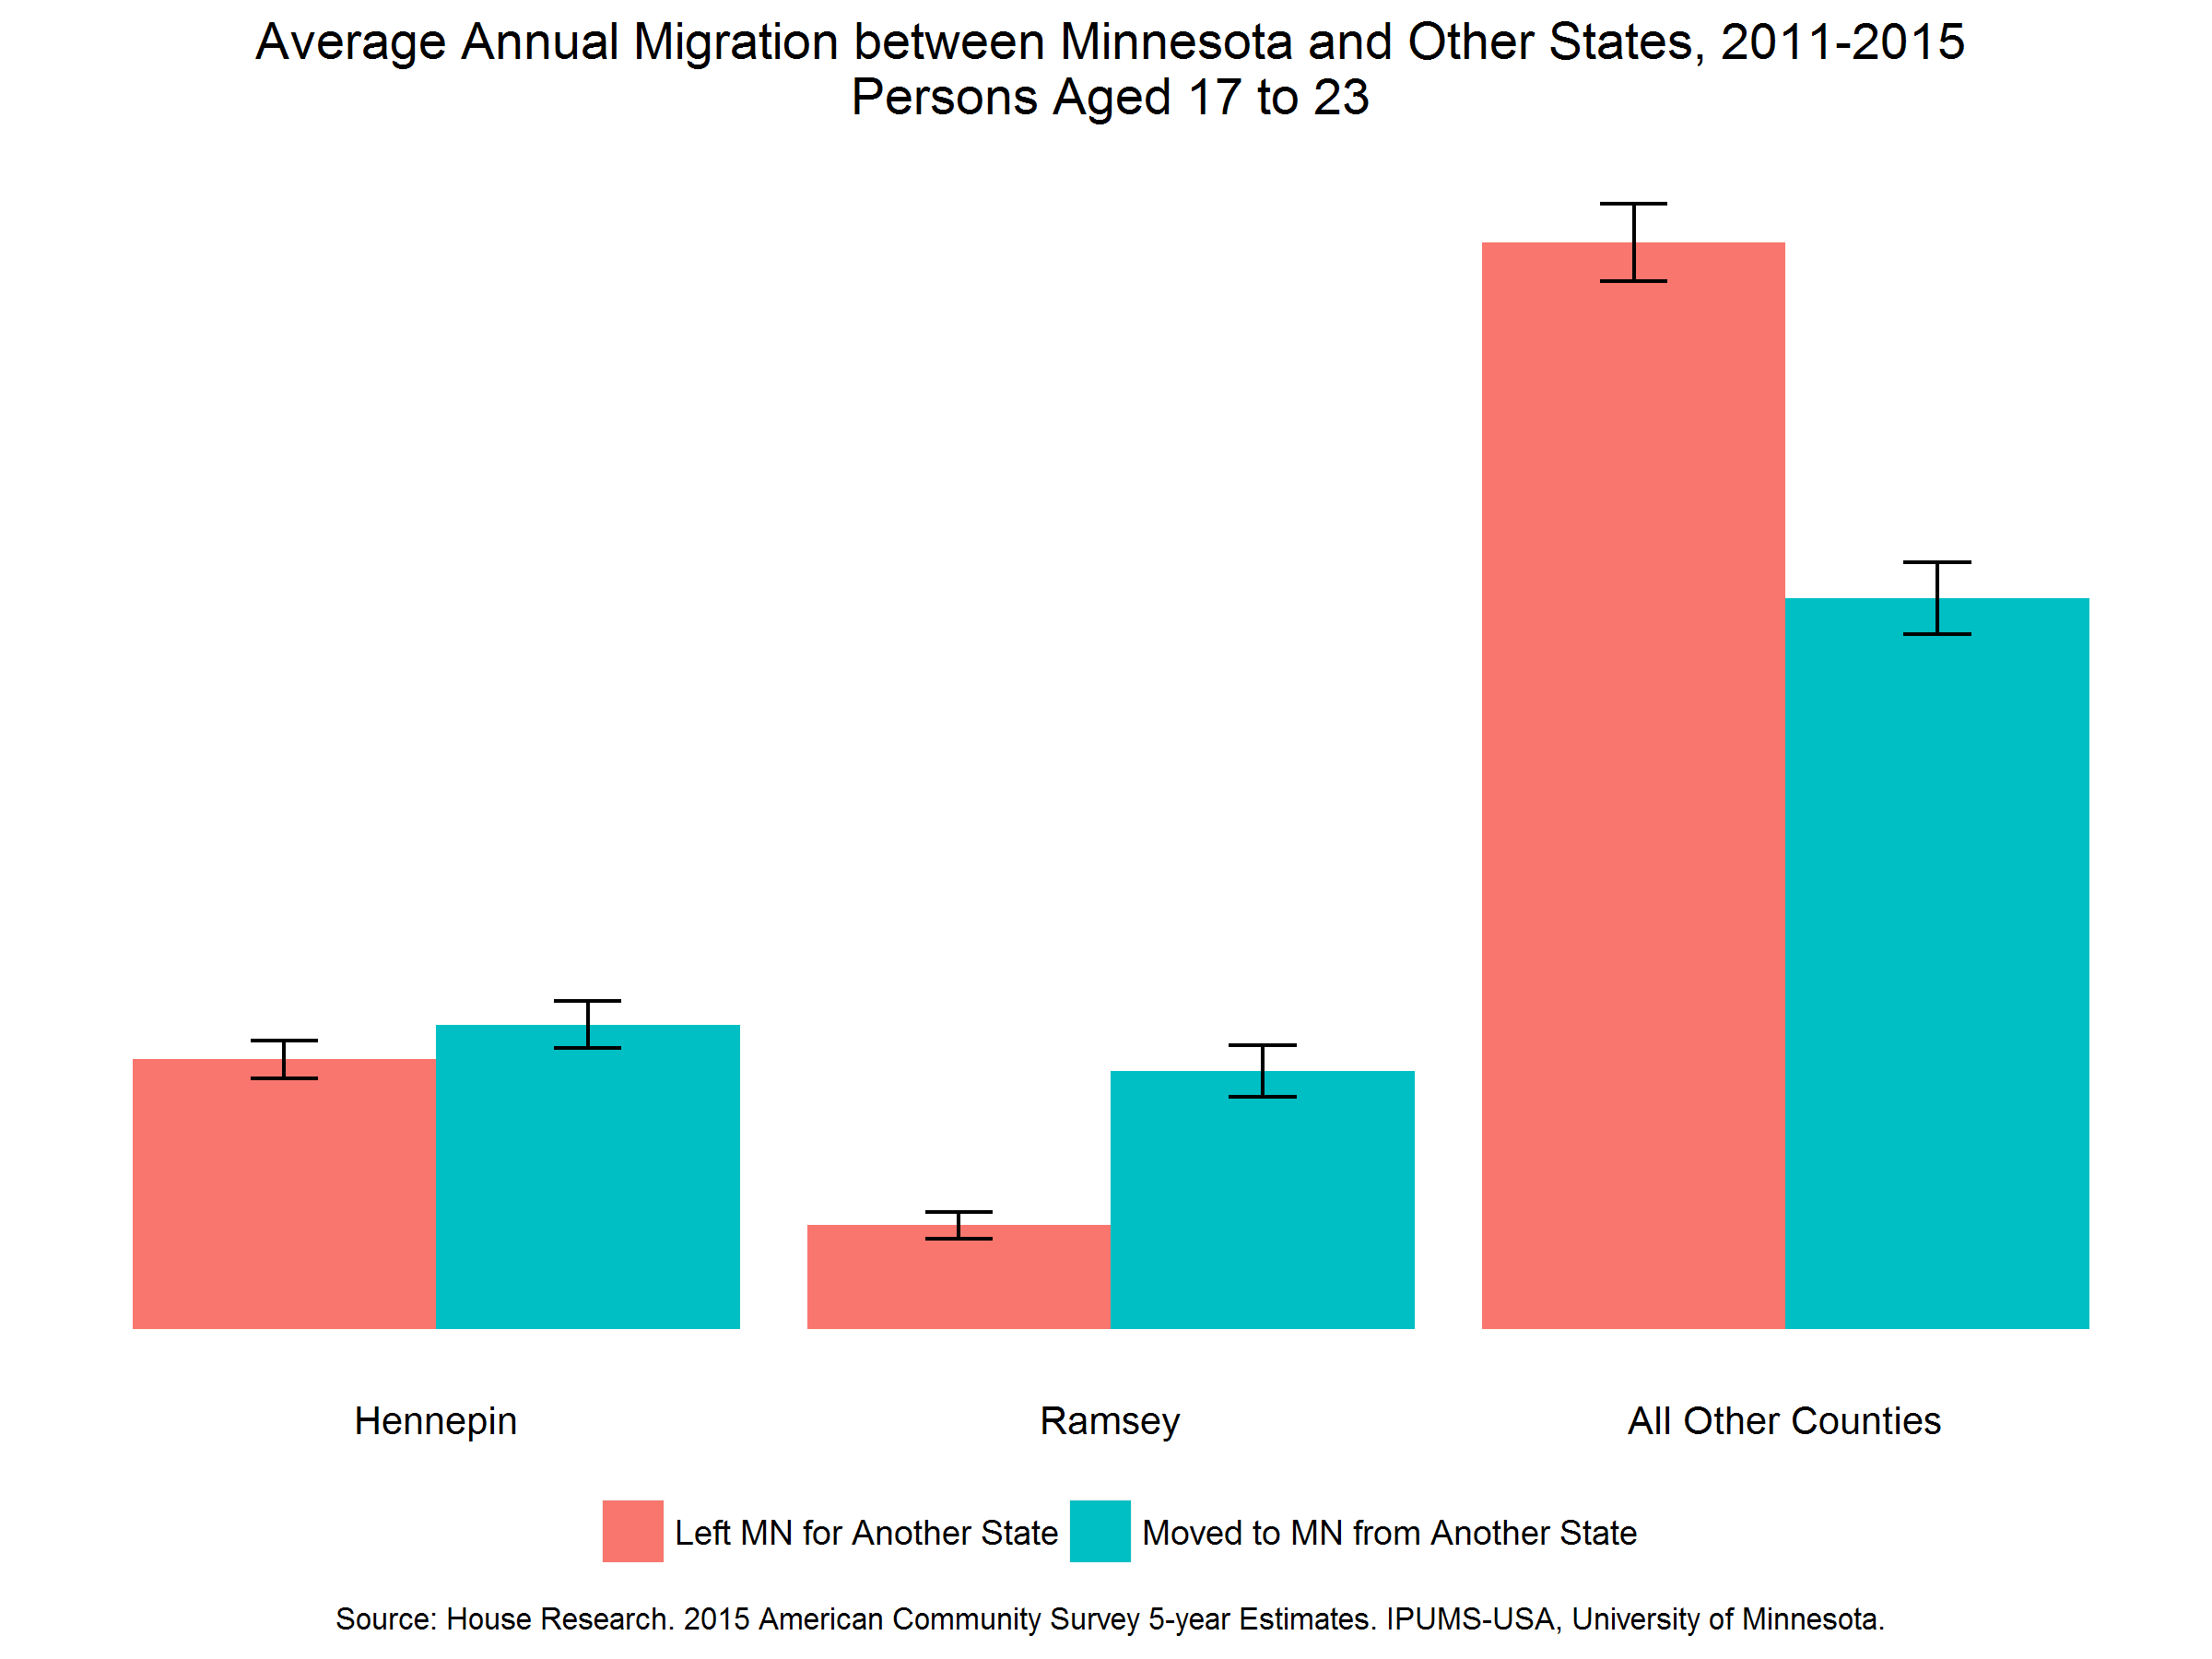 Average Annual Migration between Minnesota and Other States, 2011-2015
Persons Aged 17 to 23
Hennepin
Ramsey
All Other Counties
Left MN for Another State
Moved to MN from Another State
Source: House Research. 2015 American Community Survey 5-year Estimates. IPUMS-USA, University of Minnesota.